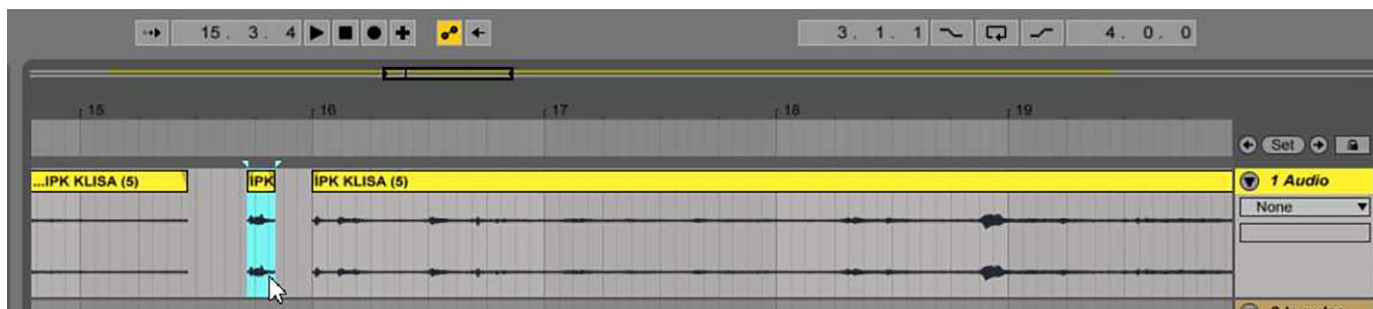 15. 3. 4 3. 1. 1 4. 0. 0
15 16 17 18 19
Set
...IPK KLISA (5) IPK IPK KLISA (5) 1 Audio
None